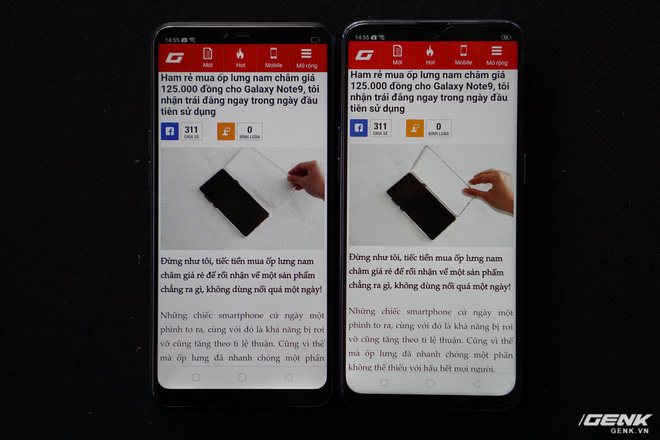 14:55
G
Mới
Hot
Mobile
Mở rộng
Ham rẻ mua ốp lưng nam châm giá
125.000 đồng cho Galaxy Note9, tôi
nhận trái đắng ngay trong ngày đầu
tiên sử dụng
311
CHIA SẺ
0
BÌNH LUẬN
Đừng như tôi, tiếc tiền mua ốp lưng nam
châm giá rẻ để rồi nhận về một sản phẩm
chẳng ra gì, không dùng nổi quá một ngày!
Những chiếc smartphone cứ ngày một
phình to ra, cùng với đó là khả năng bị rơi
vỡ cũng tăng theo tỉ lệ thuận. Cũng vì thế
mà ốp lưng đã nhanh chóng một phần
14:55
G
Mới
Hot
Mobile
Mở rộng
Ham rẻ mua ốp lưng nam châm giá
125.000 đồng cho Galaxy Note9, tôi
nhận trái đắng ngay trong ngày đầu
tiên sử dụng
311
CHIA SẺ
0
BÌNH LUẬN
Đừng như tôi, tiếc tiền mua ốp lưng nam
châm giá rẻ để rồi nhận về một sản phẩm
chẳng ra gì, không dùng nổi quá một ngày!
Những chiếc smartphone cứ ngày một
phình to ra, cùng với đó là khả năng bị rơi
vỡ cũng tăng theo tỉ lệ thuận. Cũng vì thế
mà ốp lưng đã nhanh chóng một phần
không thể thiếu với hầu hết mọi người.
GENK
GENK.VN